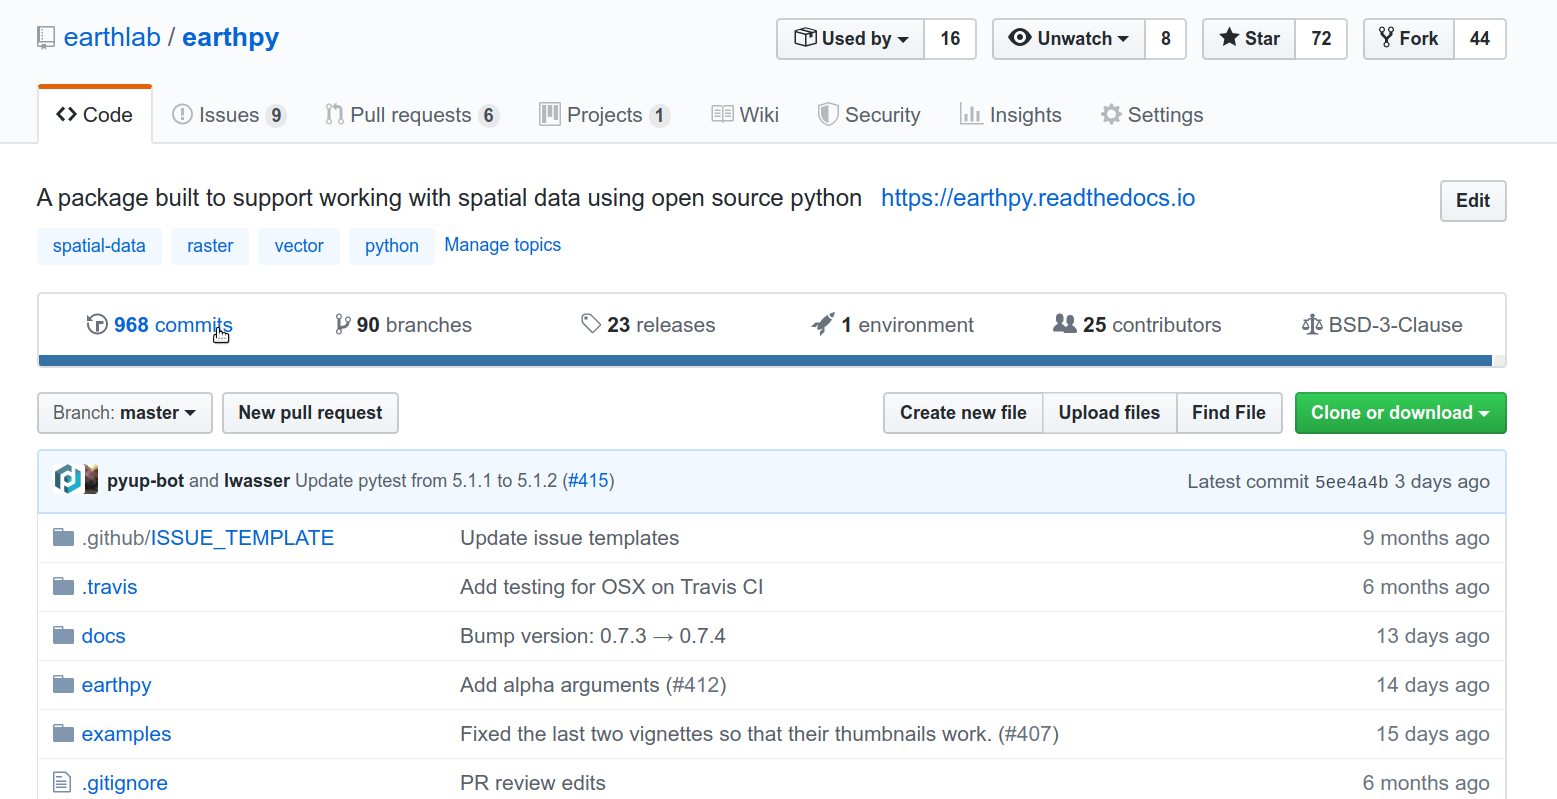 earthlab / earthpy Used by 16 Unwatch 8 Star 72 Fork 44
Code Issues 9 Pull requests 6 Projects 1 Wiki Security Insights Settings
A package built to support working with spatial data using open source python https://earthpy.readthedocs.io Edit
spatial-data raster vector python Manage topics
968 commits 90 branches 23 releases 1 environment 25 contributors BSD-3-Clause
Branch: master New pull request Create new file Upload files Find File Clone or download
pyup-bot and lwasser Update pytest from 5.1.1 to 5.1.2 (#415) Latest commit 5ee4a4b 3 days ago
.github/ISSUE_TEMPLATE Update issue templates 9 months ago
.travis Add testing for OSX on Travis CI 6 months ago
docs Bump version: 0.7.3 → 0.7.4 13 days ago
earthpy Add alpha arguments (#412) 14 days ago
examples Fixed the last two vignettes so that their thumbnails work. (#407) 15 days ago
.gitignore PR review edits 6 months ago